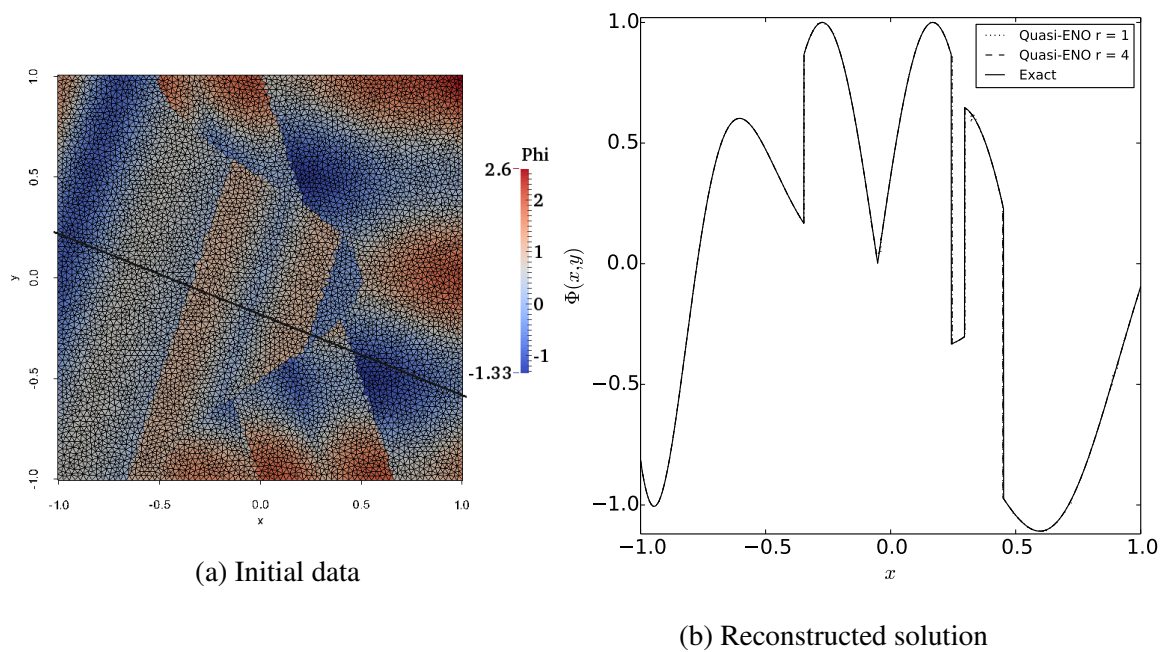 1.0
0.5
0.0
-0.5
-1.0
y
-1.0
-0.5
0.0
0.5
1.0
x
Phi
2.6
2
1
0
-1
-1.33
(a) Initial data
1.0
0.5
0.0
−0.5
−1.0
Φ(x,y)
−1.0
−0.5
0.0
0.5
1.0
x
Quasi-ENO r = 1
Quasi-ENO r = 4
Exact
(b) Reconstructed solution